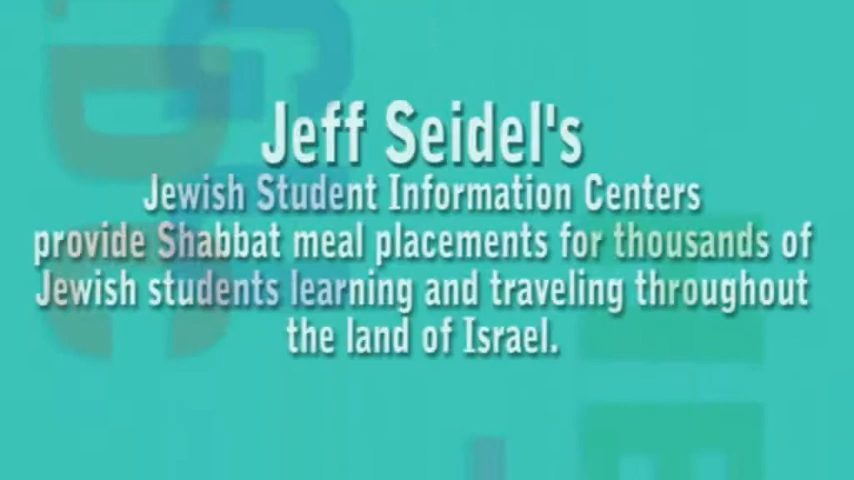 Jeff Seidel's
Jewish Student Information Centers
provide Shabbat meal placements for thousands of
Jewish students learning and traveling throughout
the land of Israel.